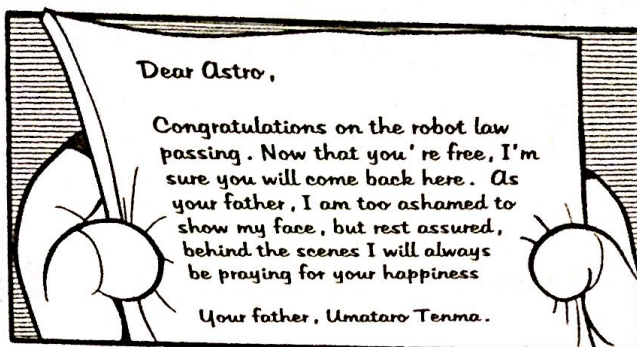 Dear Astro,
Congratulations on the robot law
passing. Now that you're free, I'm
sure you will come back here. As
your father, I am too ashamed to
show my face, but rest assured,
behind the scenes I will always
be praying for your happiness
Your father, Umataro Tenma.